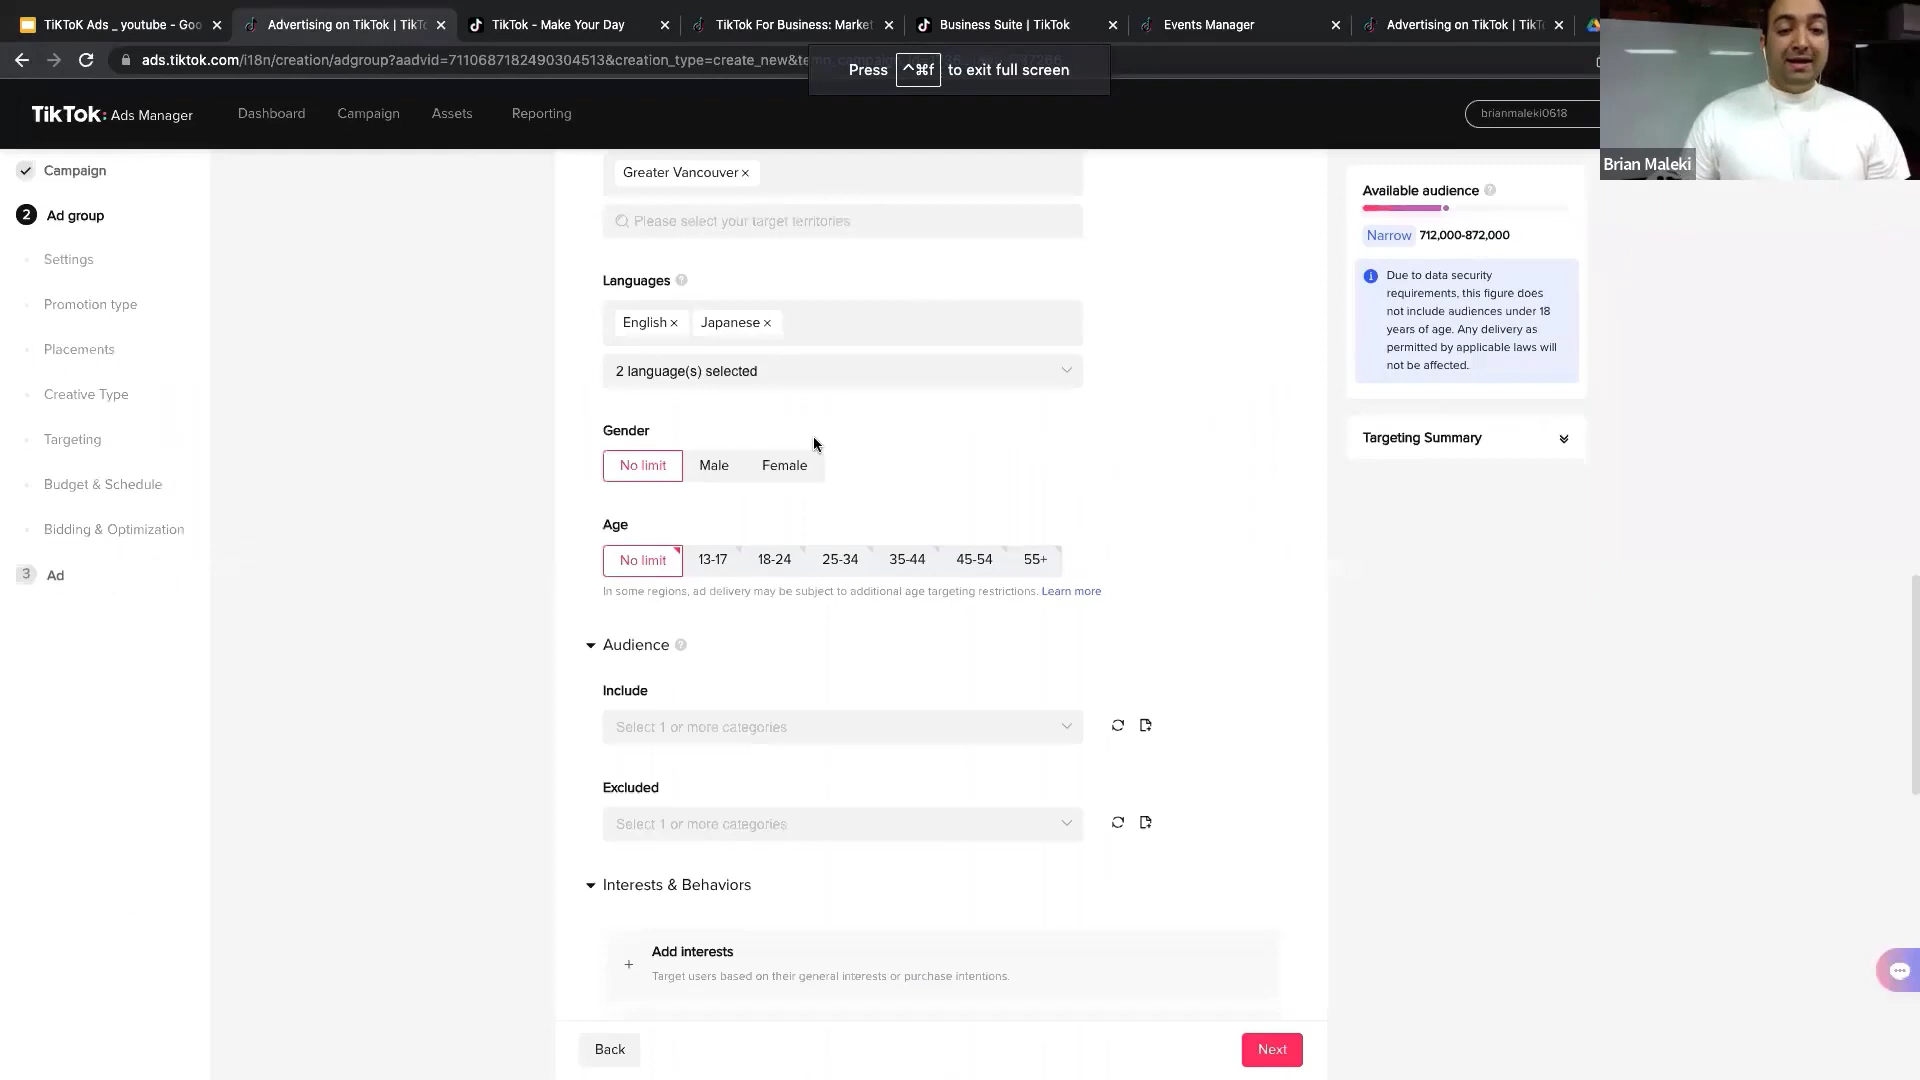 TiKToK Ads _ youtube - Goo
Advertising on TikTok | TikTo
TikTok - Make Your Day
TikTok For Business: Market
Business Suite | TikTok
Events Manager
Advertising on TikTok | TikT
ads.tiktok.com/i18n/creation/adgroup?aadvid=7110687182490304513&creation_type=create_new&te
Press ^⌘f to exit full screen
TikTok: Ads Manager
Dashboard
Campaign
Assets
Reporting
brianmaleki0618
Brian Maleki
Campaign
2 Ad group
Settings
Promotion type
Placements
Creative Type
Targeting
Budget & Schedule
Bidding & Optimization
3 Ad
Greater Vancouver ×
Please select your target territories
Languages ?
English × Japanese ×
2 language(s) selected
Gender
No limit Male Female
Age
No limit 13-17 18-24 25-34 35-44 45-54 55+
In some regions, ad delivery may be subject to additional age targeting restrictions. Learn more
Audience ?
Include
Select 1 or more categories
Excluded
Select 1 or more categories
Interests & Behaviors
+ Add interests
Target users based on their general interests or purchase intentions.
Back
Next
Available audience ?
Narrow 712,000-872,000
Due to data security
requirements, this figure does
not include audiences under 18
years of age. Any delivery as
permitted by applicable laws will
not be affected.
Targeting Summary